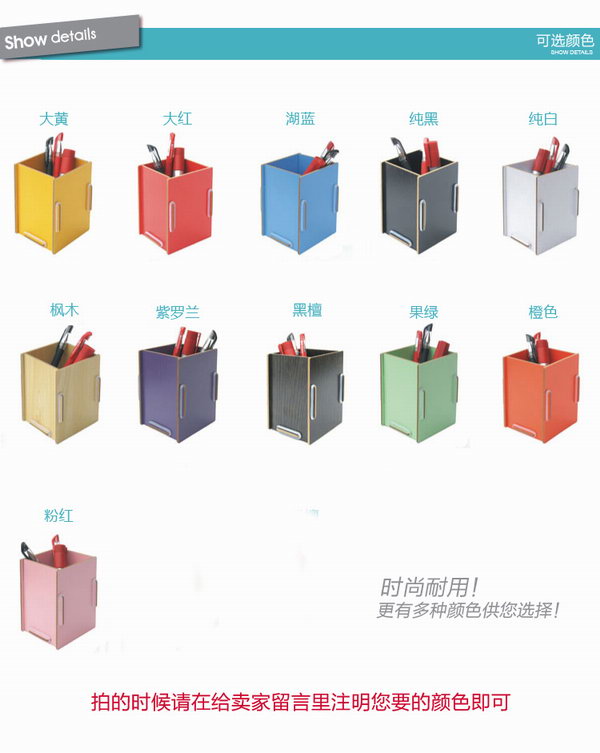 Show details
可选颜色
SHOW DETAILS
大黄
大红
湖蓝
纯黑
纯白
枫木
紫罗兰
黑檀
果绿
橙色
粉红
时尚耐用!
更有多种颜色供您选择!
拍的时候请在给卖家留言里注明您要的颜色即可